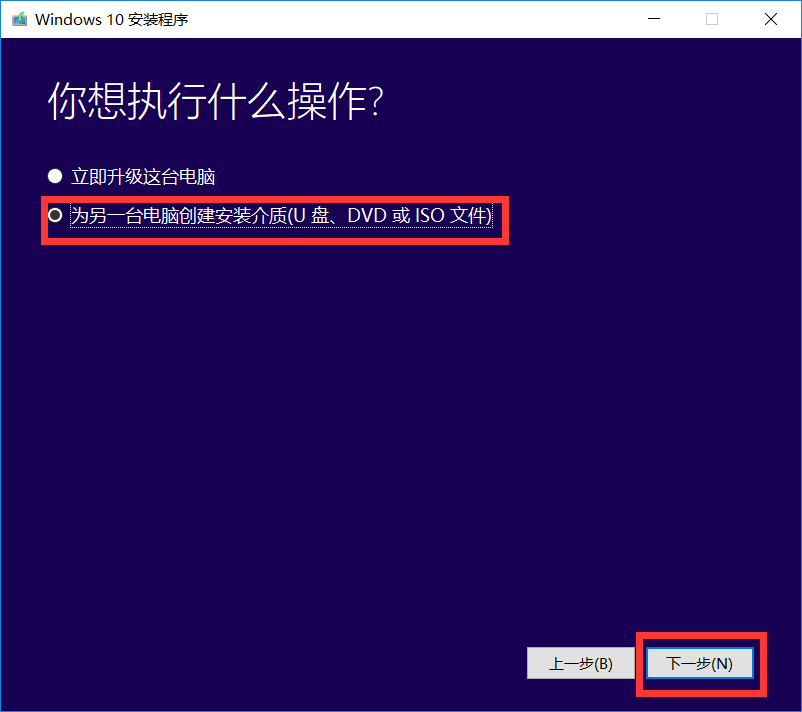 Windows 10 安装程序
你想执行什么操作?
立即升级这台电脑
为另一台电脑创建安装介质(U 盘、DVD 或 ISO 文件)
上一步(B)
下一步(N)